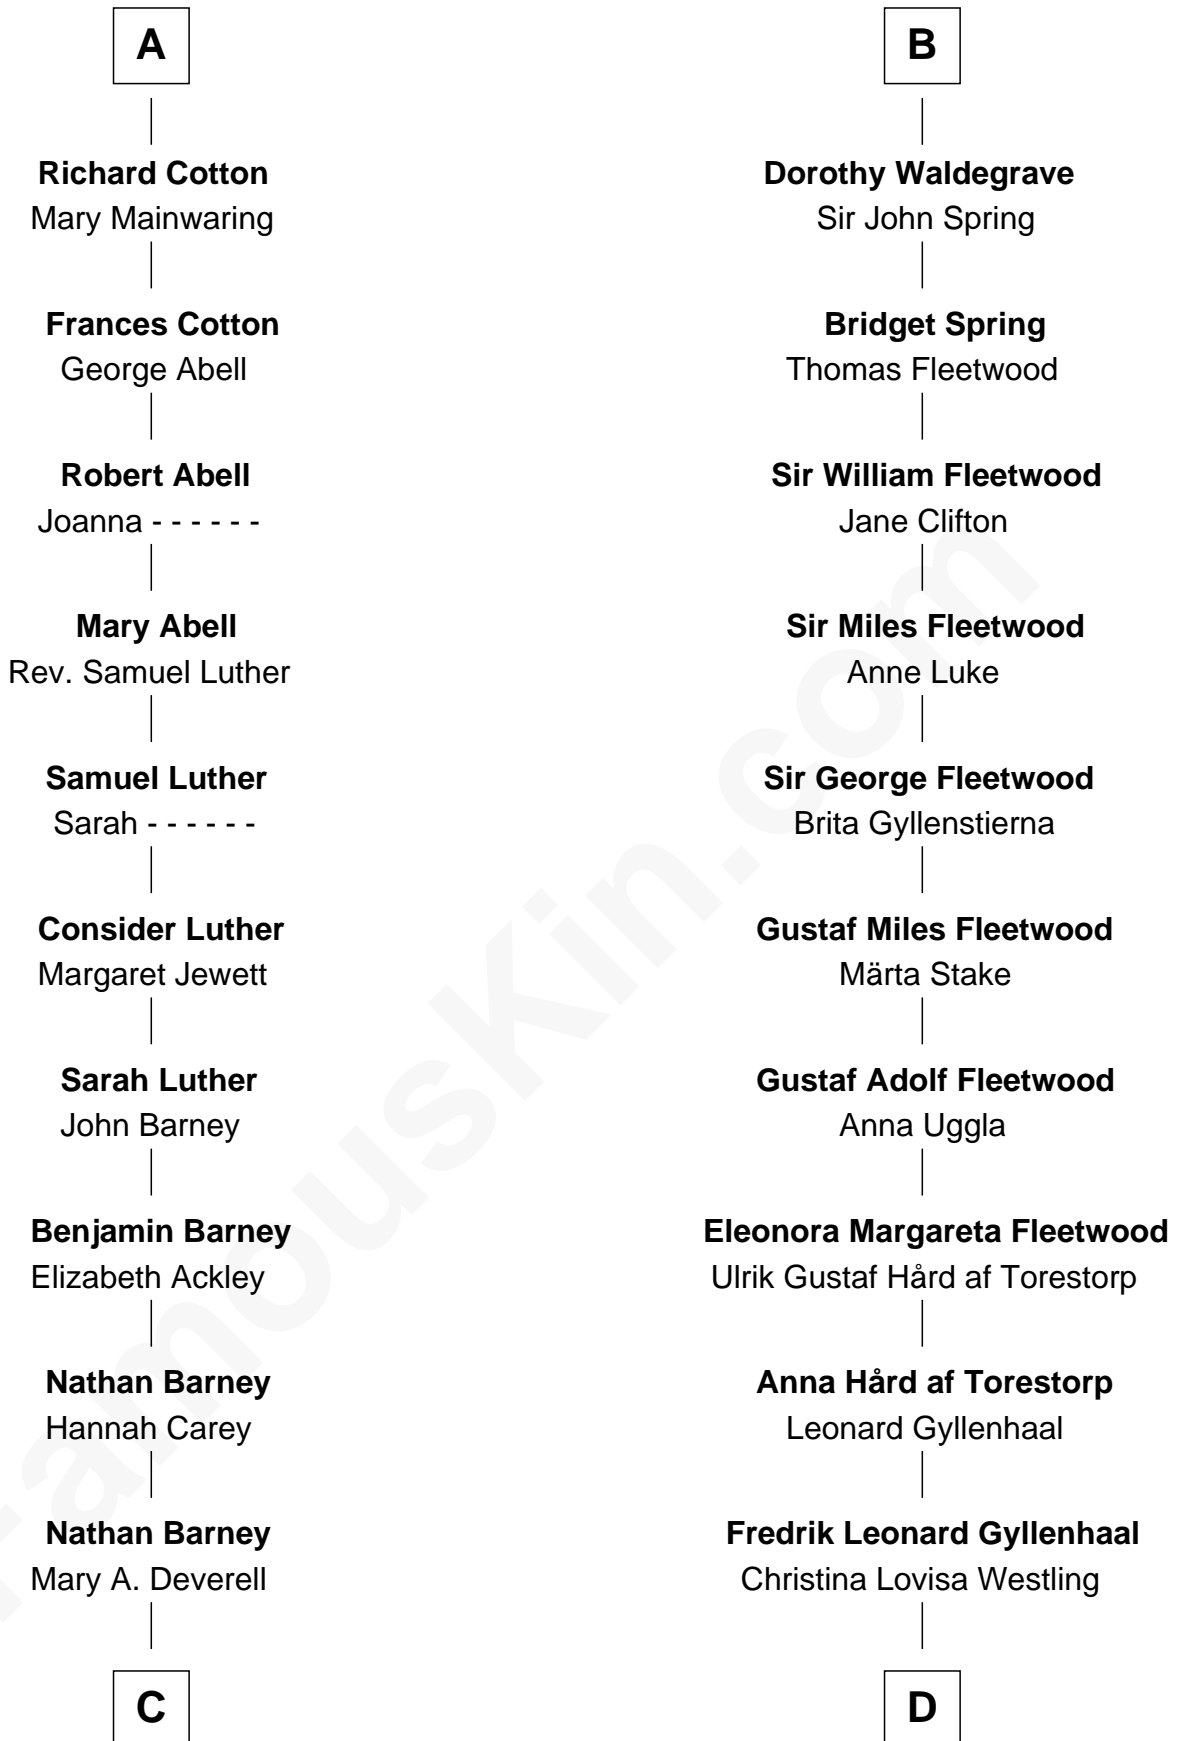 A
Richard Cotton
Mary Mainwaring
Frances Cotton
George Abell
Robert Abell
Joanna - - - - - -
Mary Abell
Rev. Samuel Luther
Samuel Luther
Sarah - - - - - -
Consider Luther
Margaret Jewett
Sarah Luther
John Barney
Benjamin Barney
Elizabeth Ackley
Nathan Barney
Hannah Carey
Nathan Barney
Mary A. Deverell
C
B
Dorothy Waldegrave
Sir John Spring
Bridget Spring
Thomas Fleetwood
Sir William Fleetwood
Jane Clifton
Sir Miles Fleetwood
Anne Luke
Sir George Fleetwood
Brita Gyllenstierna
Gustaf Miles Fleetwood
Märta Stake
Gustaf Adolf Fleetwood
Anna Uggla
Eleonora Margareta Fleetwood
Ulrik Gustaf Hård af Torestorp
Anna Hård af Torestorp
Leonard Gyllenhaal
Fredrik Leonard Gyllenhaal
Christina Lovisa Westling
D
FamousKin.com